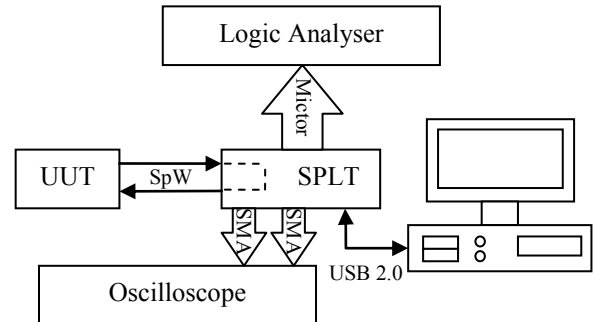 Logic Analyser
Mictor
UUT
SpW
SPLT
SMA
SMA
USB 2.0
Oscilloscope